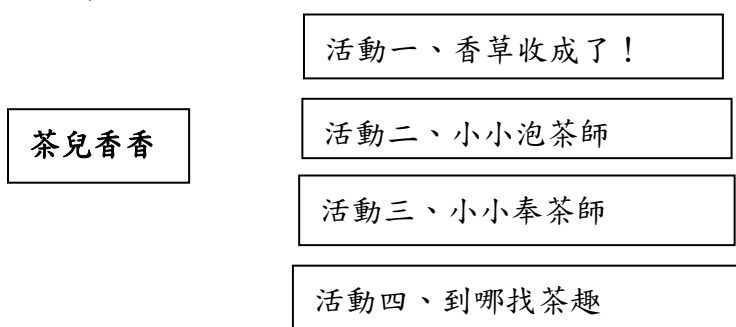 活動一、香草收成了！
茶兒香香
活動二、小小泡茶師
活動三、小小奉茶師
活動四、到哪找茶趣